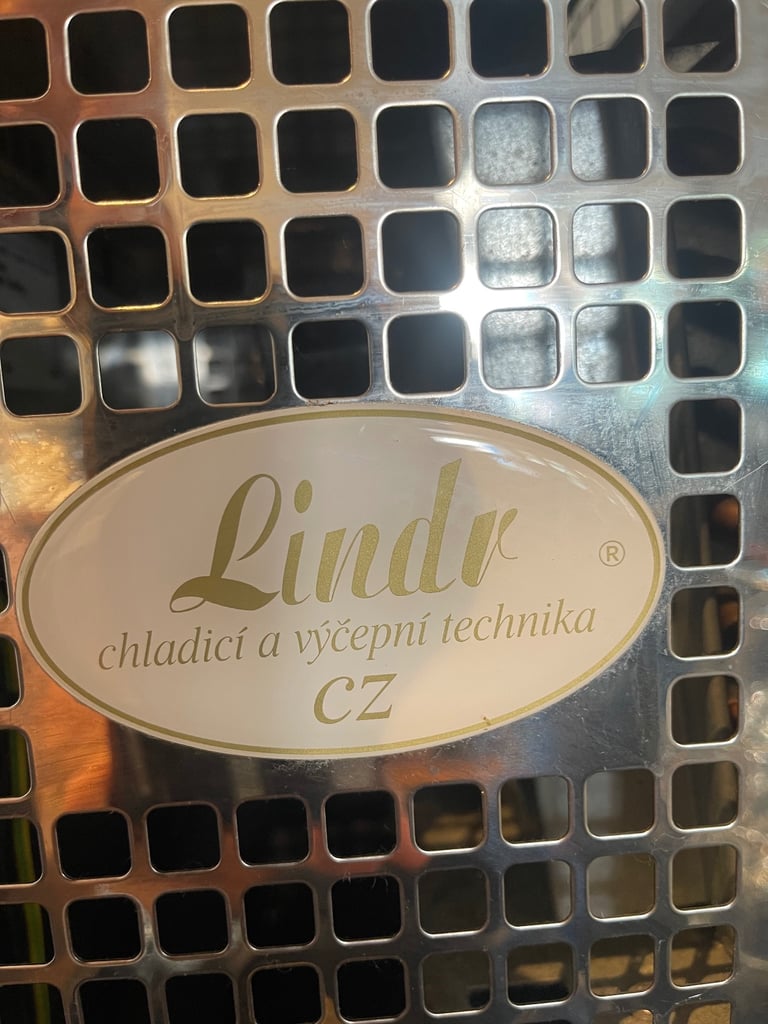 Lindr
®
chladicí a výčepní technika
CZ